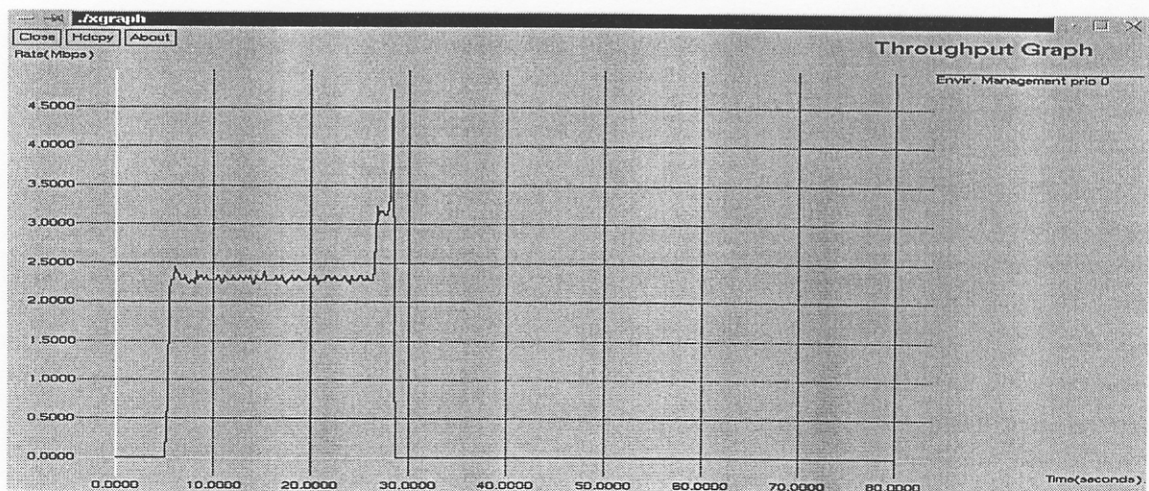 ./xgraph
Close Hdcpy About
Throughput Graph
Rate(Mbps)
Envir. Management prio 0
4.5000
4.0000
3.5000
3.0000
2.5000
2.0000
1.5000
1.0000
0.5000
0.0000
0.0000 10.0000 20.0000 30.0000 40.0000 50.0000 60.0000 70.0000 80.0000 Time(seconds)